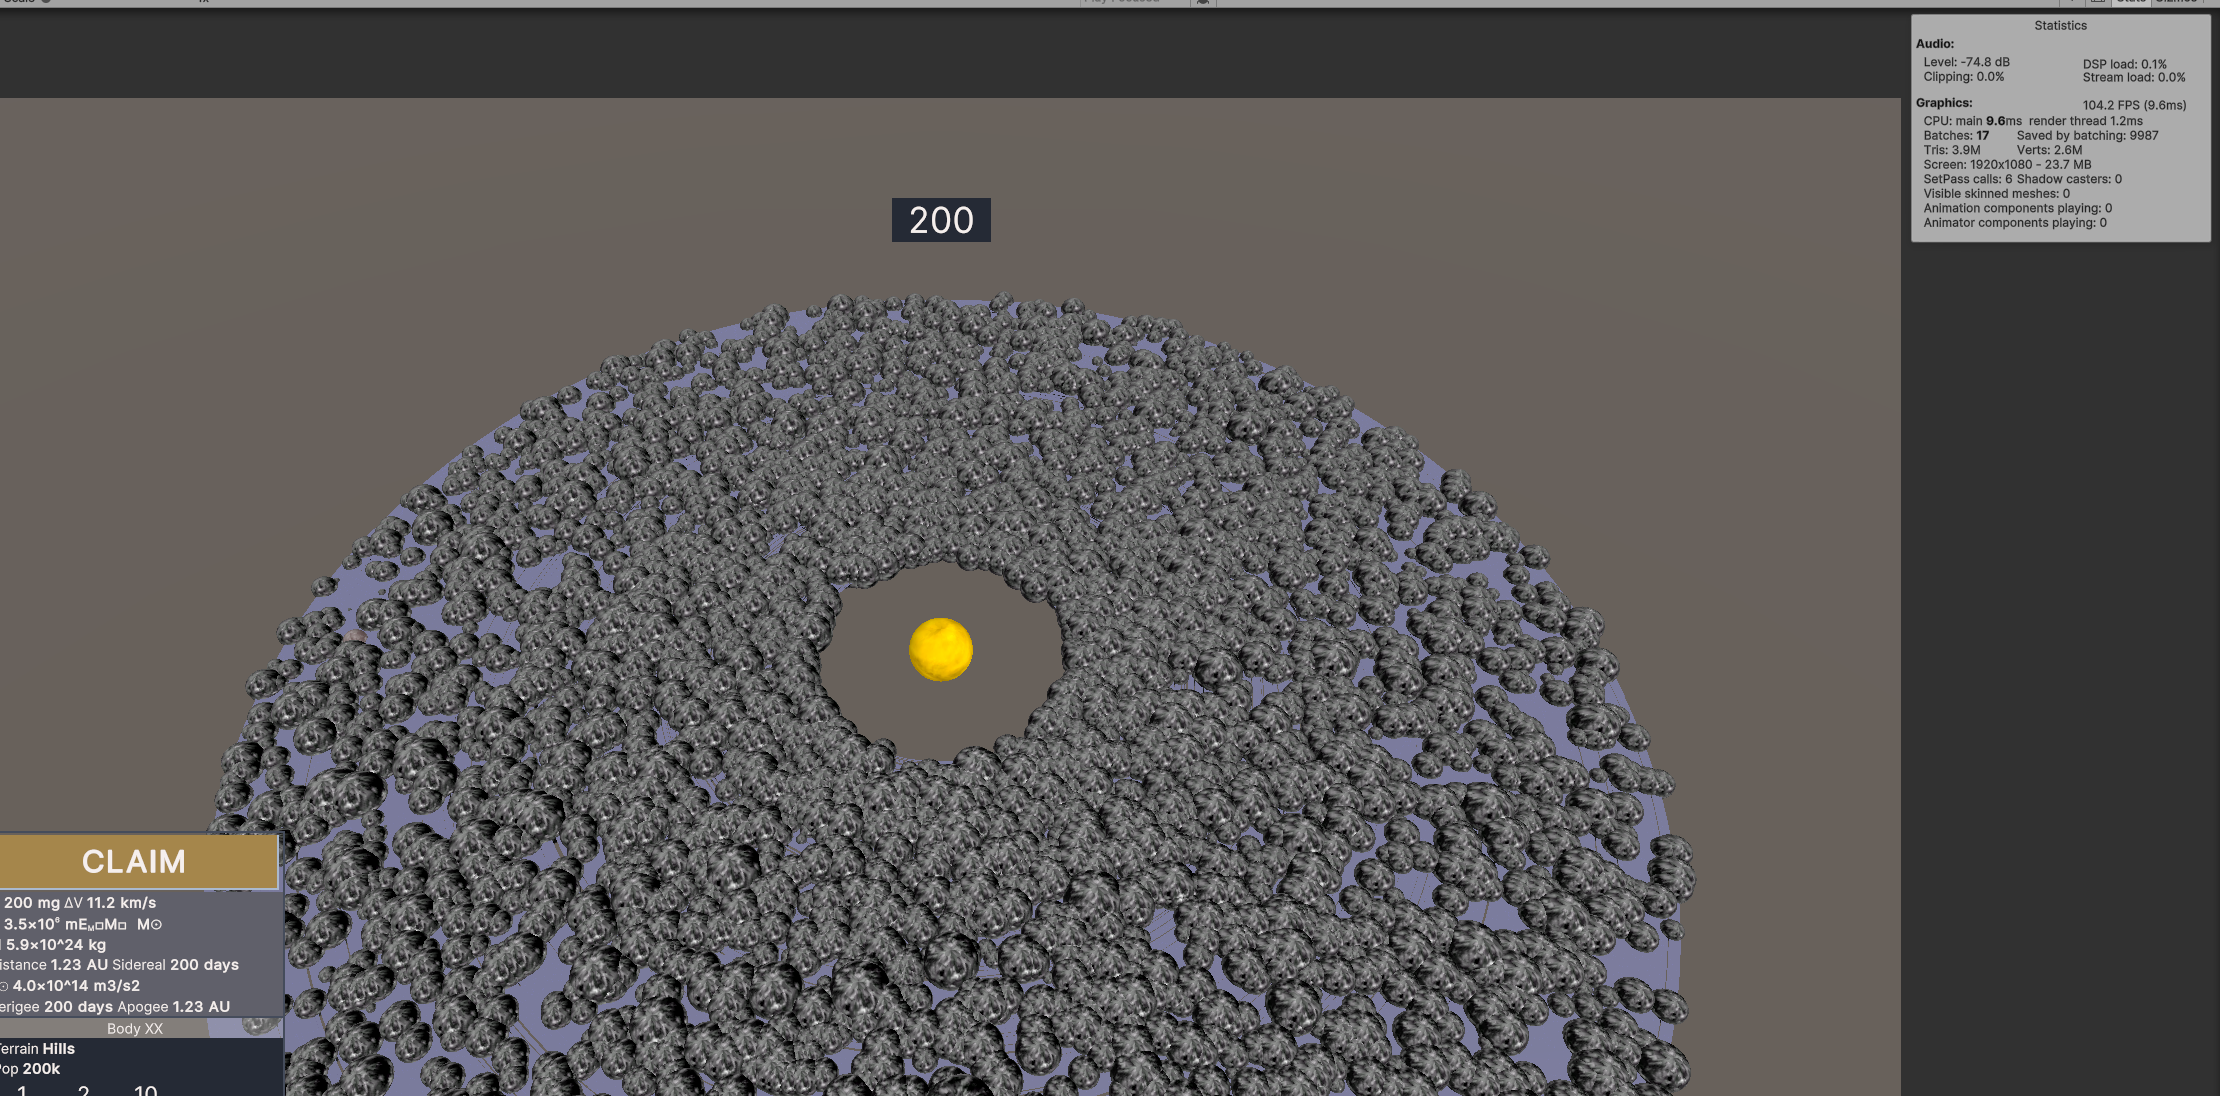 Statistics
Audio:
Level: -74.8 dB DSP load: 0.1%
Clipping: 0.0% Stream load: 0.0%
Graphics: 104.2 FPS (9.6ms)
CPU: main 9.6ms render thread 1.2ms
Batches: 17 Saved by batching: 9987
Tris: 3.9M Verts: 2.6M
Screen: 1920x1080 - 23.7 MB
SetPass calls: 6 Shadow casters: 0
Visible skinned meshes: 0
Animation components playing: 0
Animator components playing: 0
200
CLAIM
200 mg ΔV 11.2 km/s
3.5×10⁶ mEₘ□M□ M⊙
5.9×10^24 kg
istance 1.23 AU Sidereal 200 days
⊙ 4.0×10^14 m3/s2
erigee 200 days Apogee 1.23 AU
Body XX
errain Hills
op 200k
1 2 10